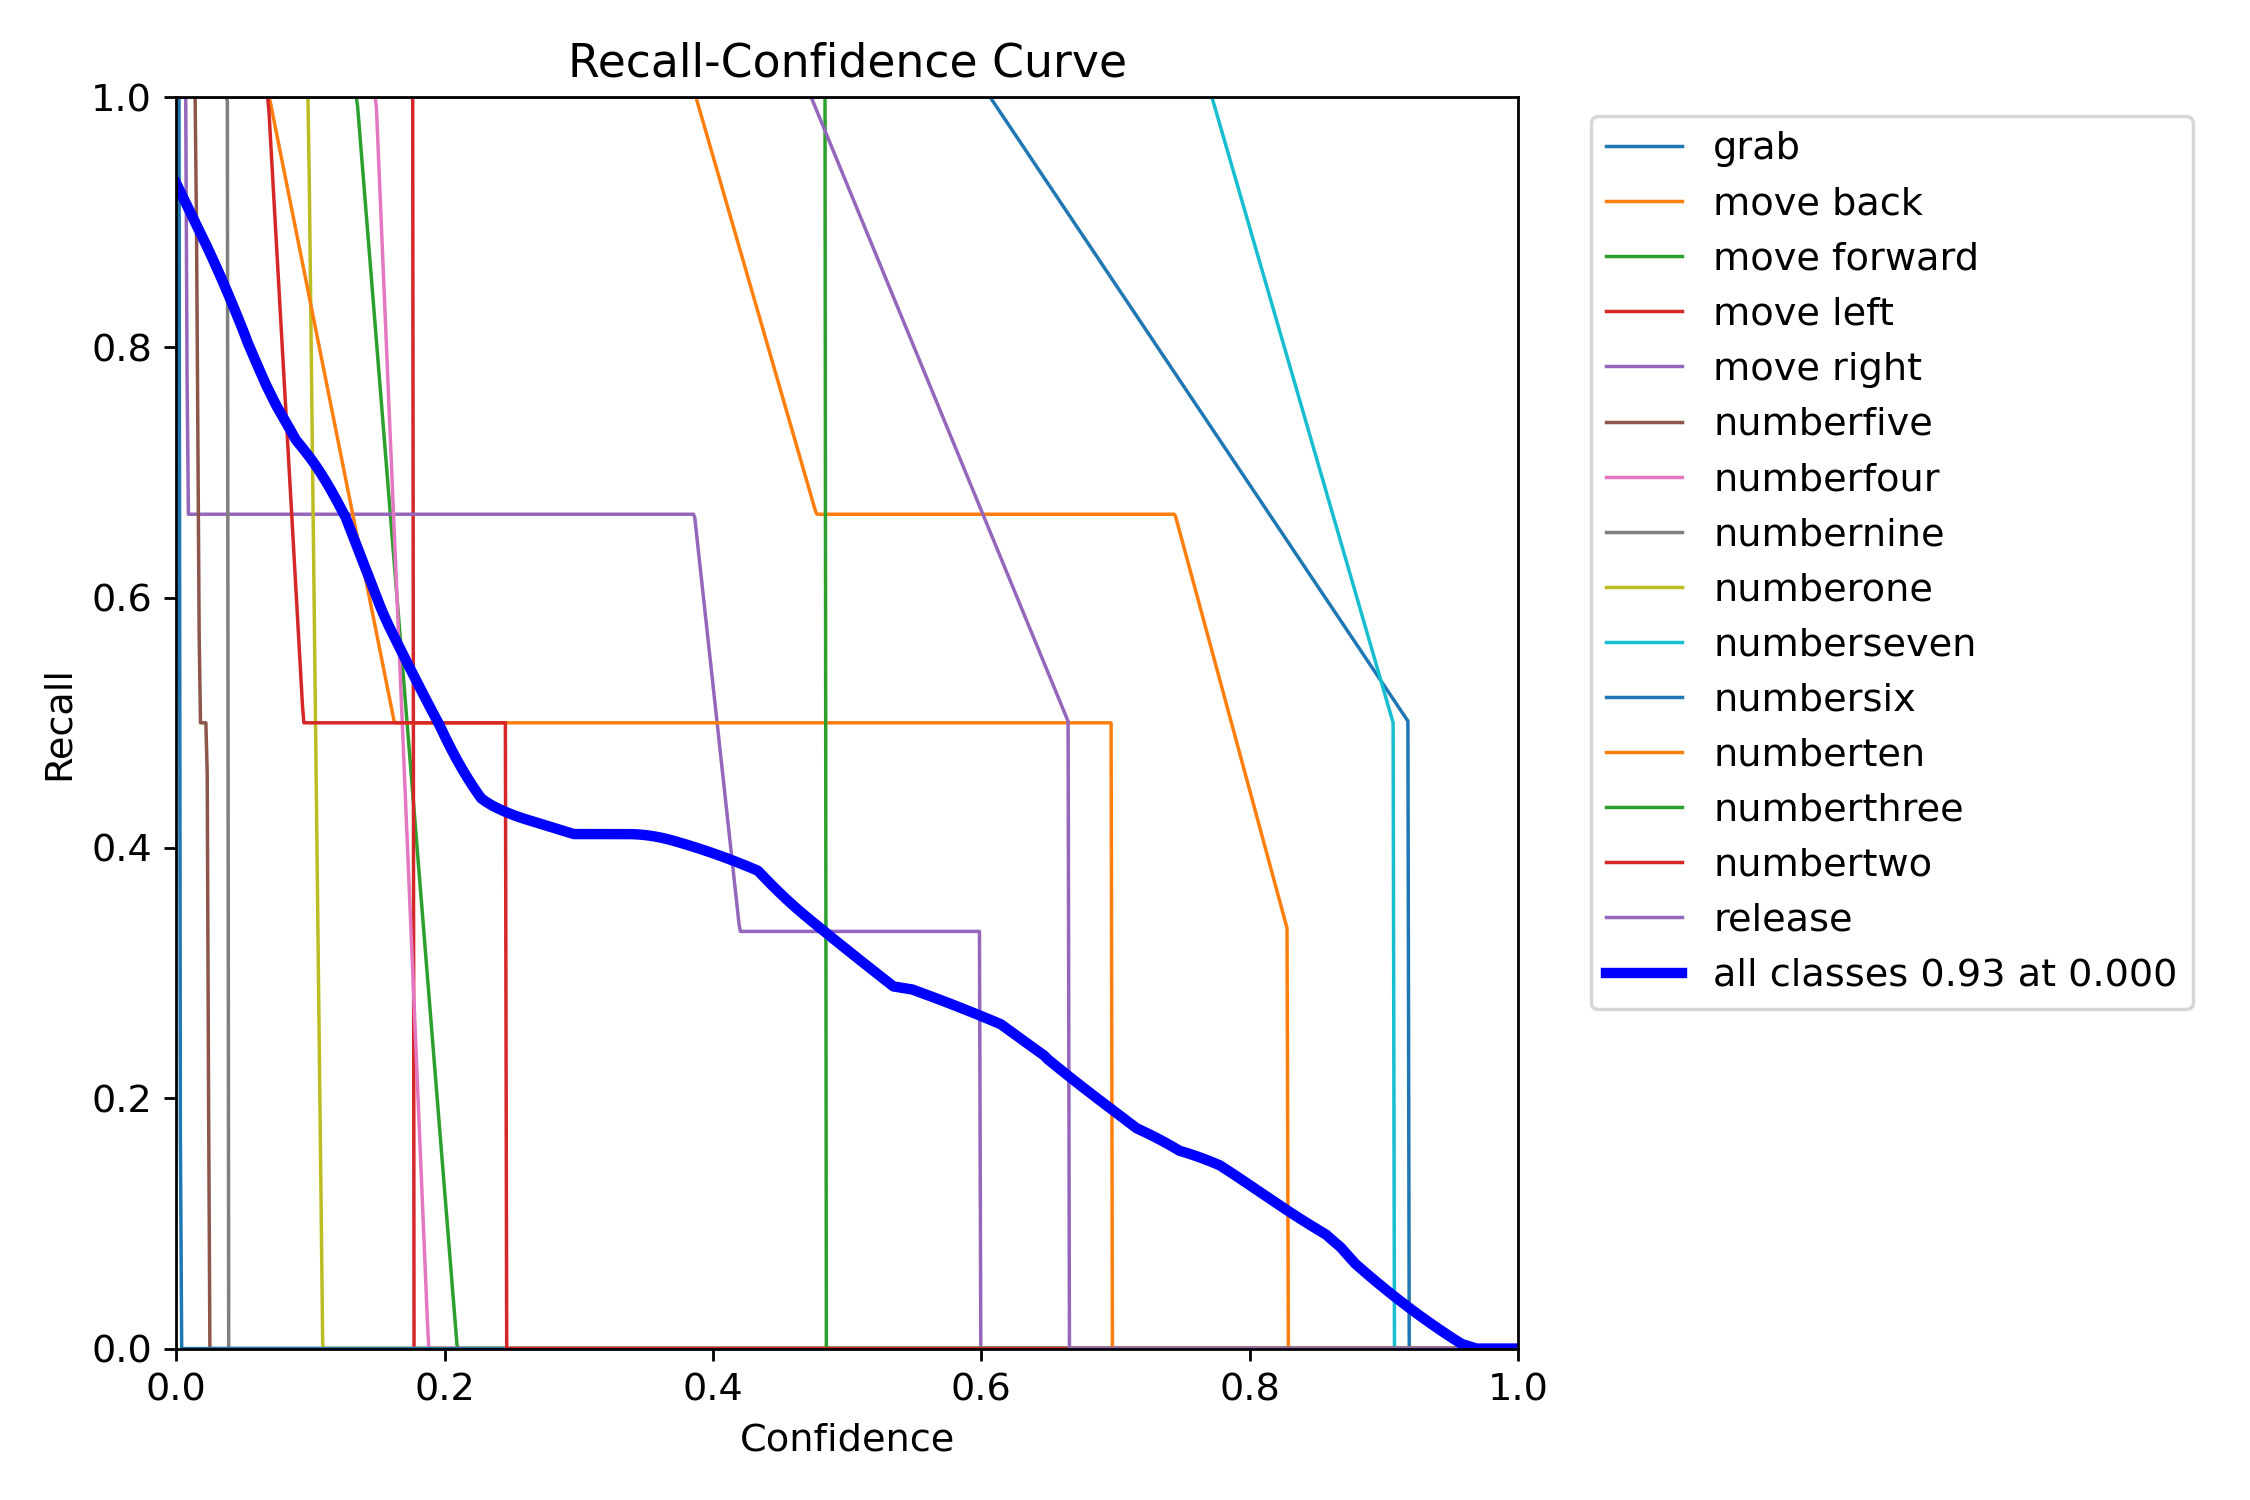 Recall-Confidence Curve
1.0
0.8
0.6
0.4
0.2
0.0
Recall
0.0 0.2 0.4 0.6 0.8 1.0
Confidence
grab
move back
move forward
move left
move right
numberfive
numberfour
numbernine
numberone
numberseven
numbersix
numberten
numberthree
numbertwo
release
all classes 0.93 at 0.000